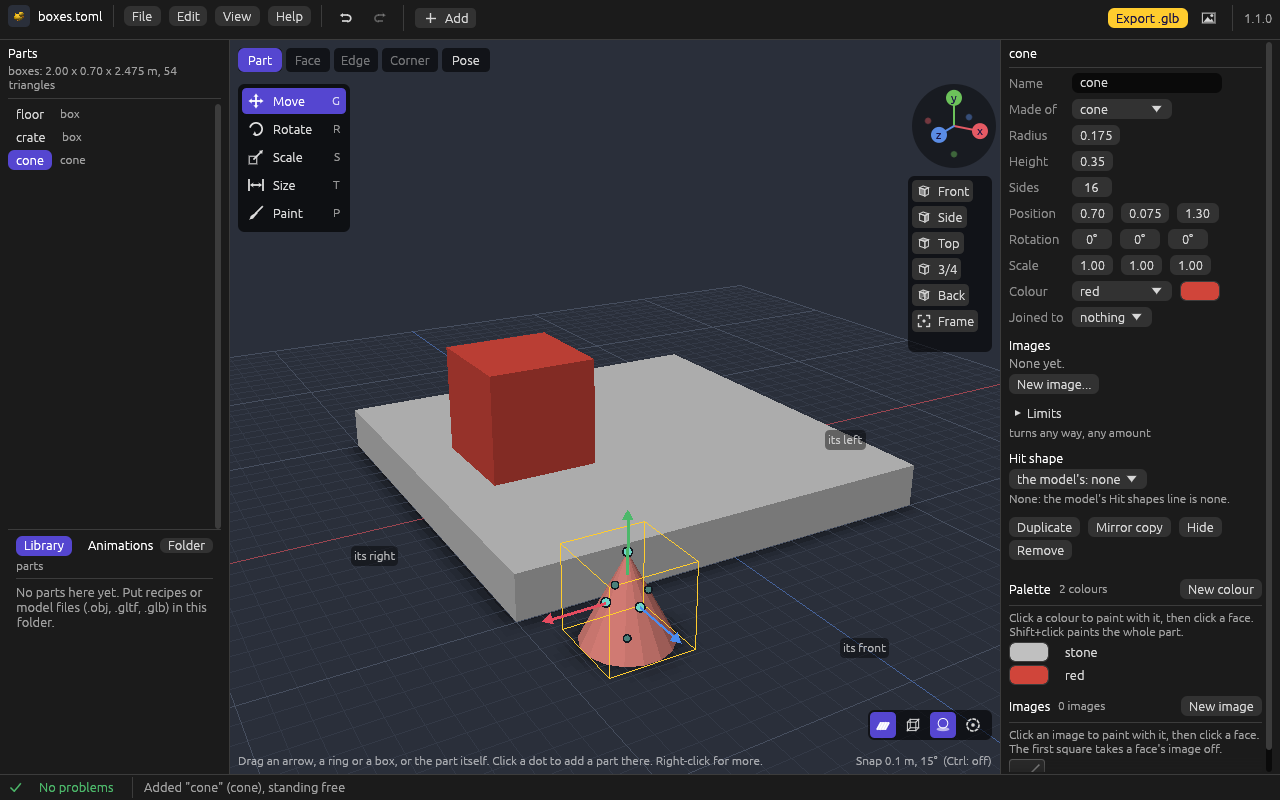 boxes.toml File Edit View Help + Add Export .glb 1.1.0
Parts
boxes: 2.00 x 0.70 x 2.475 m, 54
triangles
floor box
crate box
cone cone
Library Animations Folder
parts
No parts here yet. Put recipes or
model files (.obj, .gltf, .glb) in this
folder.
Part Face Edge Corner Pose
Move G
Rotate R
Scale S
Size T
Paint P
y
x
z
Front
Side
Top
3/4
Back
Frame
its left
its right
its front
Drag an arrow, a ring or a box, or the part itself. Click a dot to add a part there. Right-click for more.
Snap 0.1 m, 15° (Ctrl: off)
cone
Name cone
Made of cone
Radius 0.175
Height 0.35
Sides 16
Position 0.70 0.075 1.30
Rotation 0° 0° 0°
Scale 1.00 1.00 1.00
Colour red
Joined to nothing
Images
None yet.
New image...
Limits
turns any way, any amount
Hit shape
the model's: none
None: the model's Hit shapes line is none.
Duplicate Mirror copy Hide
Remove
Palette 2 colours New colour
Click a colour to paint with it, then click a face.
Shift+click paints the whole part.
stone
red
Images 0 images New image
Click an image to paint with it, then click a face.
The first square takes a face's image off.
No problems Added "cone" (cone), standing free